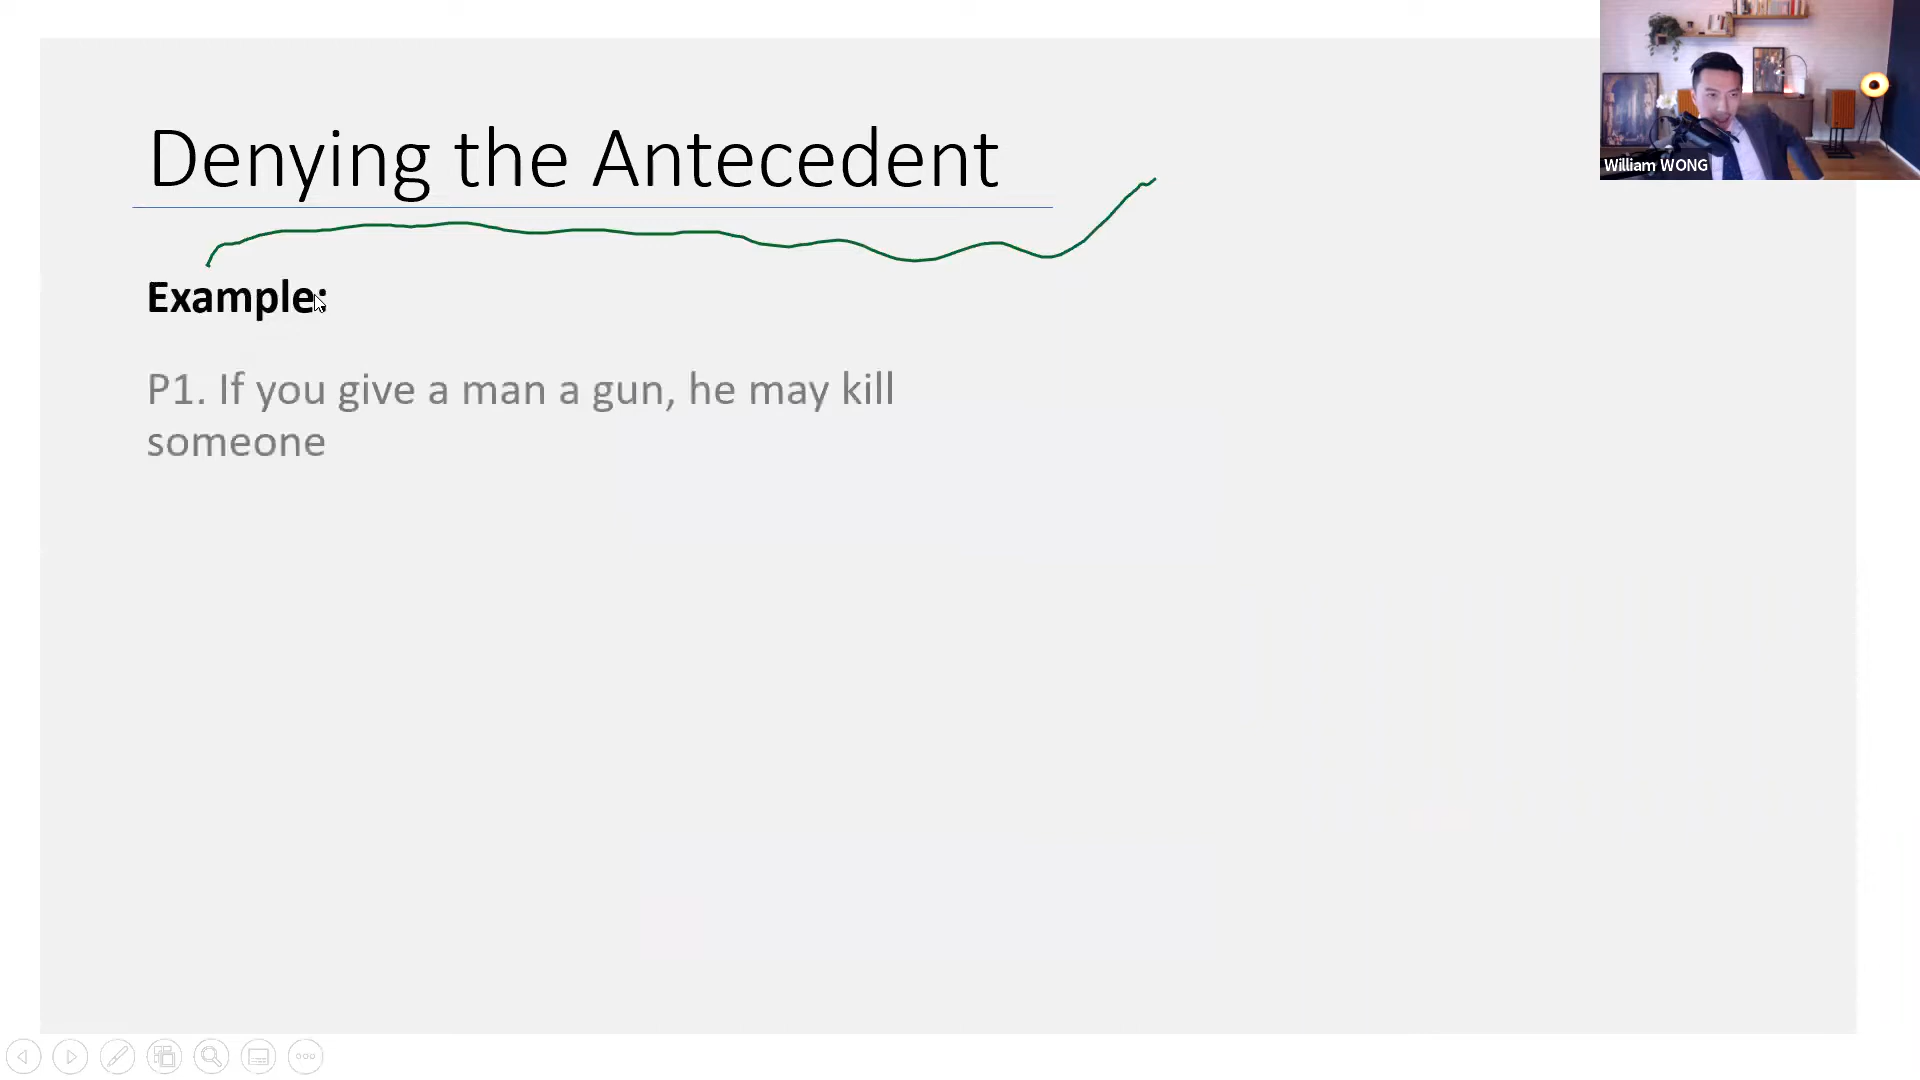 Denying the Antecedent
William WONG
Example:
P1. If you give a man a gun, he may kill
someone